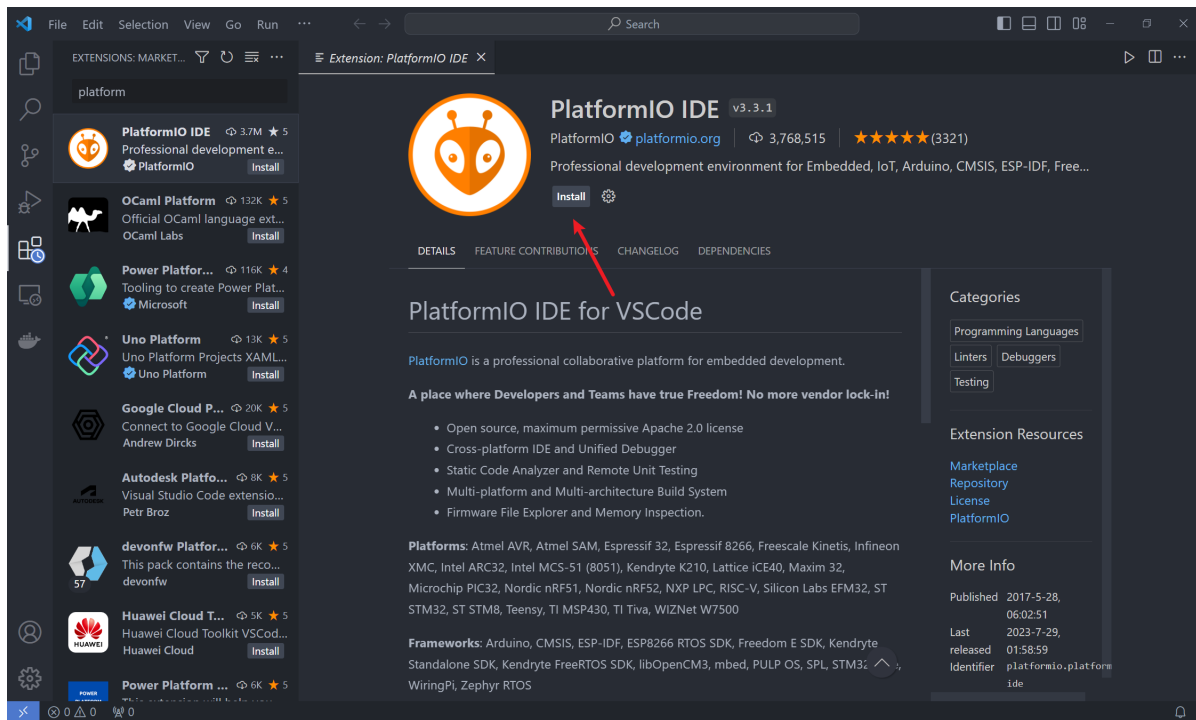 File Edit Selection View Go Run ··· Search
EXTENSIONS: MARKET... ···
platform
PlatformIO IDE 3.7M ★ 5
Professional development e...
PlatformIO Install
OCaml Platform 132K ★ 5
Official OCaml language ext...
OCaml Labs Install
Power Platfor... 116K ★ 4
Tooling to create Power Plat...
Microsoft Install
Uno Platform 13K ★ 5
Uno Platform Projects XAML...
Uno Platform Install
Google Cloud P... 20K ★ 5
Connect to Google Cloud V...
Andrew Dircks Install
AUTODESK
Autodesk Platfo... 8K ★ 5
Visual Studio Code extensio...
Petr Broz Install
57
devonfw Platfor... 6K ★ 5
This pack contains the reco...
devonfw Install
HUAWEI
Huawei Cloud T... 5K ★ 5
Huawei Cloud Toolkit VSCod...
Huawei Cloud Install
POWER
Power Platform ... 6K ★ 5
Extension: PlatformIO IDE ···
PlatformIO IDE v3.3.1
PlatformIO platformio.org 3,768,515 ★★★★★(3321)
Professional development environment for Embedded, IoT, Arduino, CMSIS, ESP-IDF, Free...
Install
DETAILS FEATURE CONTRIBUTIONS CHANGELOG DEPENDENCIES
PlatformIO IDE for VSCode
PlatformIO is a professional collaborative platform for embedded development.
A place where Developers and Teams have true Freedom! No more vendor lock-in!
• Open source, maximum permissive Apache 2.0 license
• Cross-platform IDE and Unified Debugger
• Static Code Analyzer and Remote Unit Testing
• Multi-platform and Multi-architecture Build System
• Firmware File Explorer and Memory Inspection.
Platforms: Atmel AVR, Atmel SAM, Espressif 32, Espressif 8266, Freescale Kinetis, Infineon
XMC, Intel ARC32, Intel MCS-51 (8051), Kendryte K210, Lattice iCE40, Maxim 32,
Microchip PIC32, Nordic nRF51, Nordic nRF52, NXP LPC, RISC-V, Silicon Labs EFM32, ST
STM32, ST STM8, Teensy, TI MSP430, TI Tiva, WIZNet W7500
Frameworks: Arduino, CMSIS, ESP-IDF, ESP8266 RTOS SDK, Freedom E SDK, Kendryte
Standalone SDK, Kendryte FreeRTOS SDK, libOpenCM3, mbed, PULP OS, SPL, STM32
WiringPi, Zephyr RTOS
Categories
Programming Languages
Linters Debuggers
Testing
Extension Resources
Marketplace
Repository
License
PlatformIO
More Info
Published 2017-5-28,
06:02:51
Last 2023-7-29,
released 01:58:59
Identifier platformio.platform
ide
0 0 0